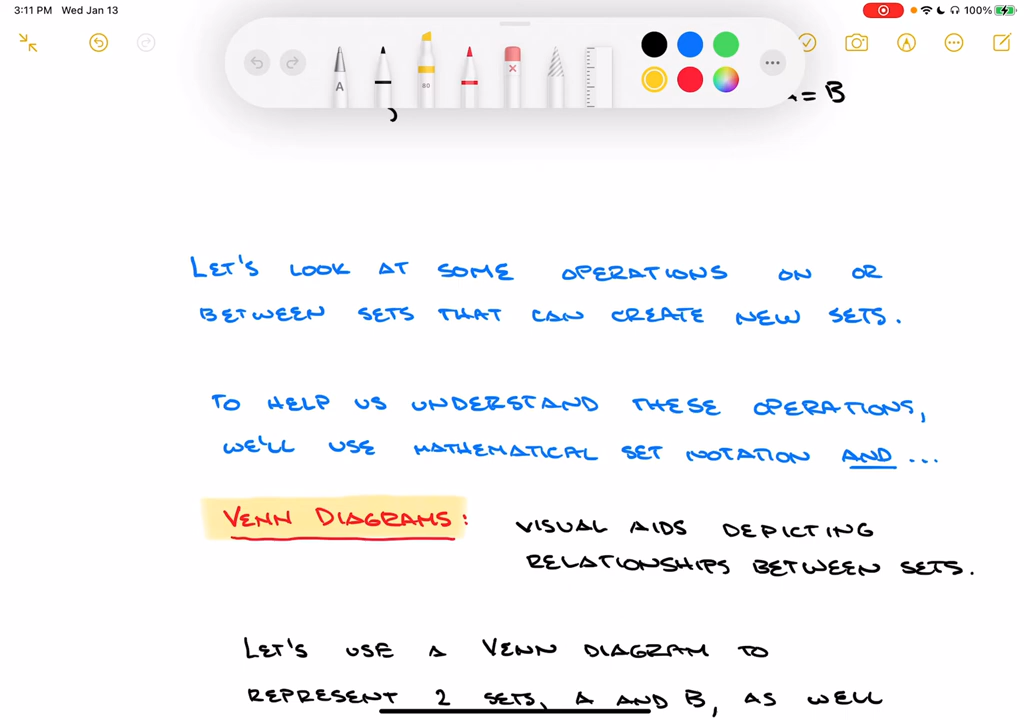 3:11 PM Wed Jan 13
100%
A
80
= B
LET'S LOOK AT SOME OPERATIONS ON OR
BETWEEN SETS THAT CAN CREATE NEW SETS.
TO HELP US UNDERSTAND THESE OPERATIONS,
WE'LL USE MATHEMATICAL SET NOTATION AND ...
VENN DIAGRAMS:
VISUAL AIDS DEPICTING
RELATIONSHIPS BETWEEN SETS.
LET'S USE A VENN DIAGRAM TO
REPRESENT 2 SETS, A AND B, AS WELL